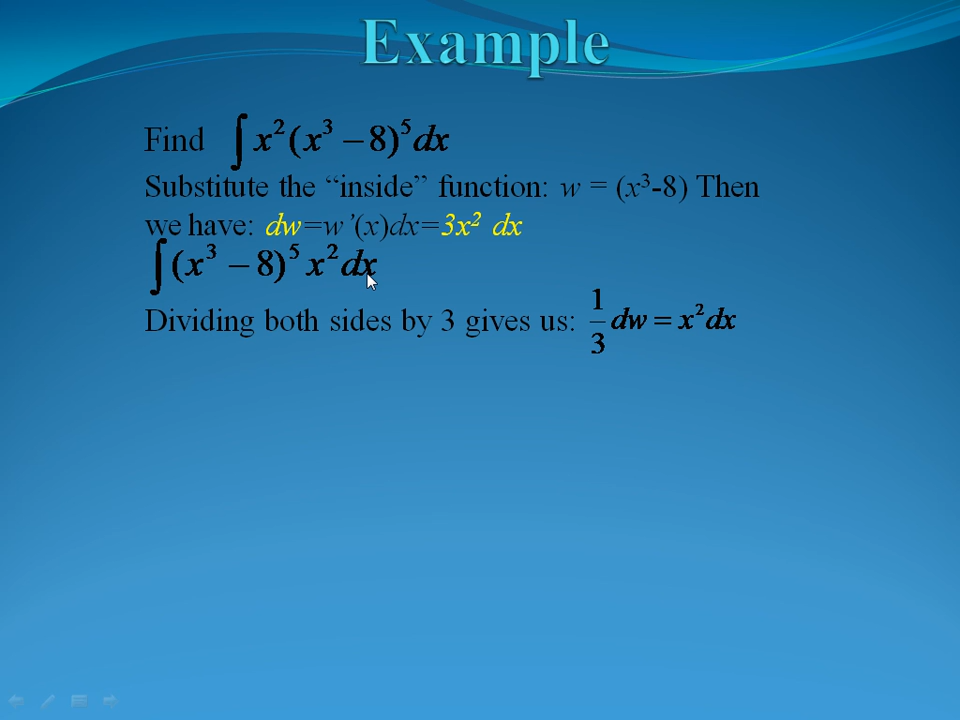 Example
Find ∫x²(x³ − 8)⁵dx
Substitute the “inside” function: w = (x³-8) Then
we have: dw=w’(x)dx=3x² dx
∫(x³ − 8)⁵ x²dx
Dividing both sides by 3 gives us: 1/3 dw = x²dx